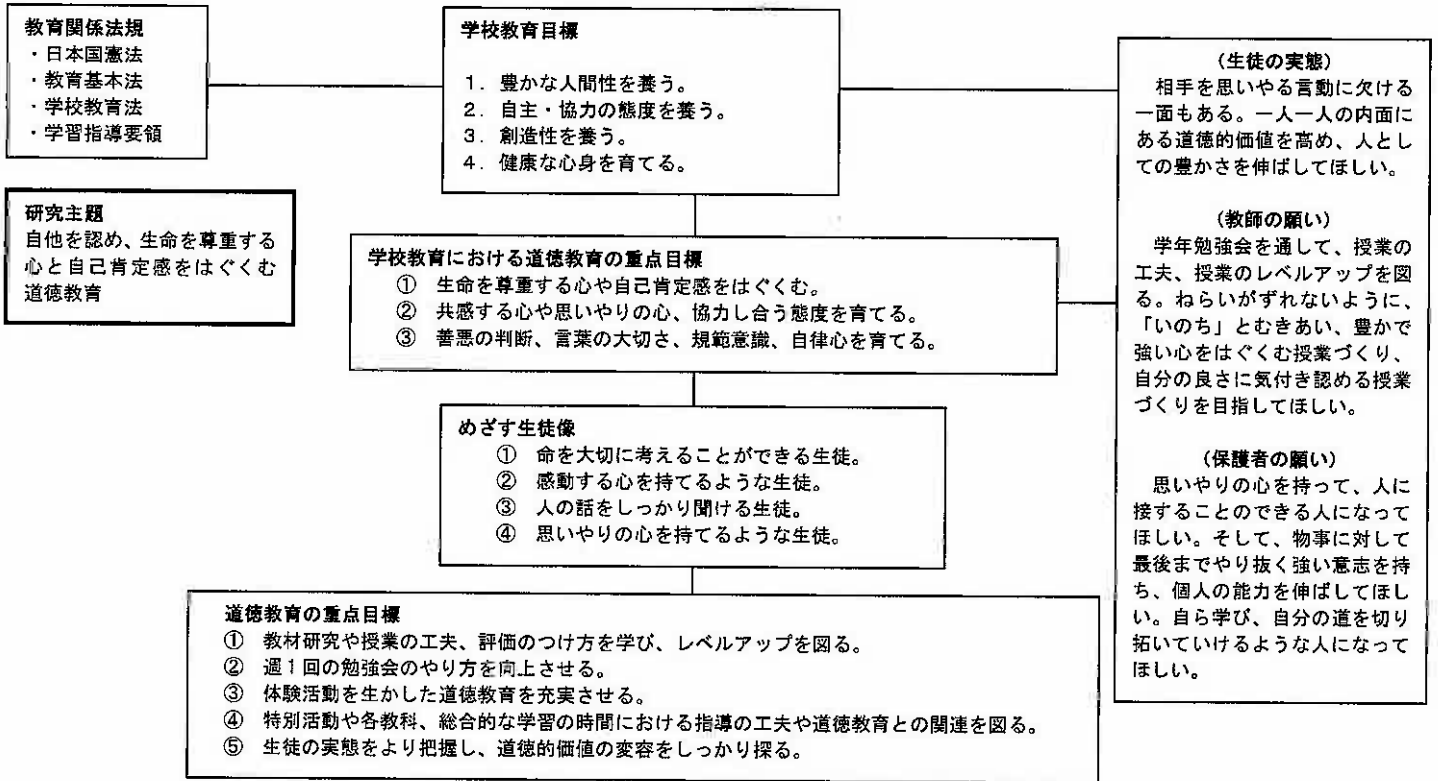 教育関係法規
・日本国憲法
・教育基本法
・学校教育法
・学習指導要領
学校教育目標
1．豊かな人間性を養う。
2．自主・協力の態度を養う。
3．創造性を養う。
4．健康な心身を育てる。
研究主題
自他を認め、生命を尊重する
心と自己肯定感をはぐくむ
道徳教育
学校教育における道徳教育の重点目標
① 生命を尊重する心や自己肯定感をはぐくむ。
② 共感する心や思いやりの心、協力し合う態度を育てる。
③ 善悪の判断、言葉の大切さ、規範意識、自律心を育てる。
めざす生徒像
① 命を大切に考えることができる生徒。
② 感動する心を持てるような生徒。
③ 人の話をしっかり聞ける生徒。
④ 思いやりの心を持てるような生徒。
道徳教育の重点目標
① 教材研究や授業の工夫、評価のつけ方を学び、レベルアップを図る。
② 週1回の勉強会のやり方を向上させる。
③ 体験活動を生かした道徳教育を充実させる。
④ 特別活動や各教科、総合的な学習の時間における指導の工夫や道徳教育との関連を図る。
⑤ 生徒の実態をより把握し、道徳的価値の変容をしっかり探る。
(生徒の実態)
相手を思いやる言動に欠ける
一面もある。一人一人の内面に
ある道徳的価値を高め、人とし
ての豊かさを伸ばしてほしい。
(教師の願い)
学年勉強会を通して、授業の
工夫、授業のレベルアップを図
る。ねらいがずれないように、
「いのち」とむきあい、豊かで
強い心をはぐくむ授業づくり、
自分の良さに気付き認める授業
づくりを目指してほしい。
(保護者の願い)
思いやりの心を持って、人に
接することのできる人になって
ほしい。そして、物事に対して
最後までやり抜く強い意志を持
ち、個人の能力を伸ばしてほし
い。自ら学び、自分の道を切り
拓いていけるような人になって
ほしい。